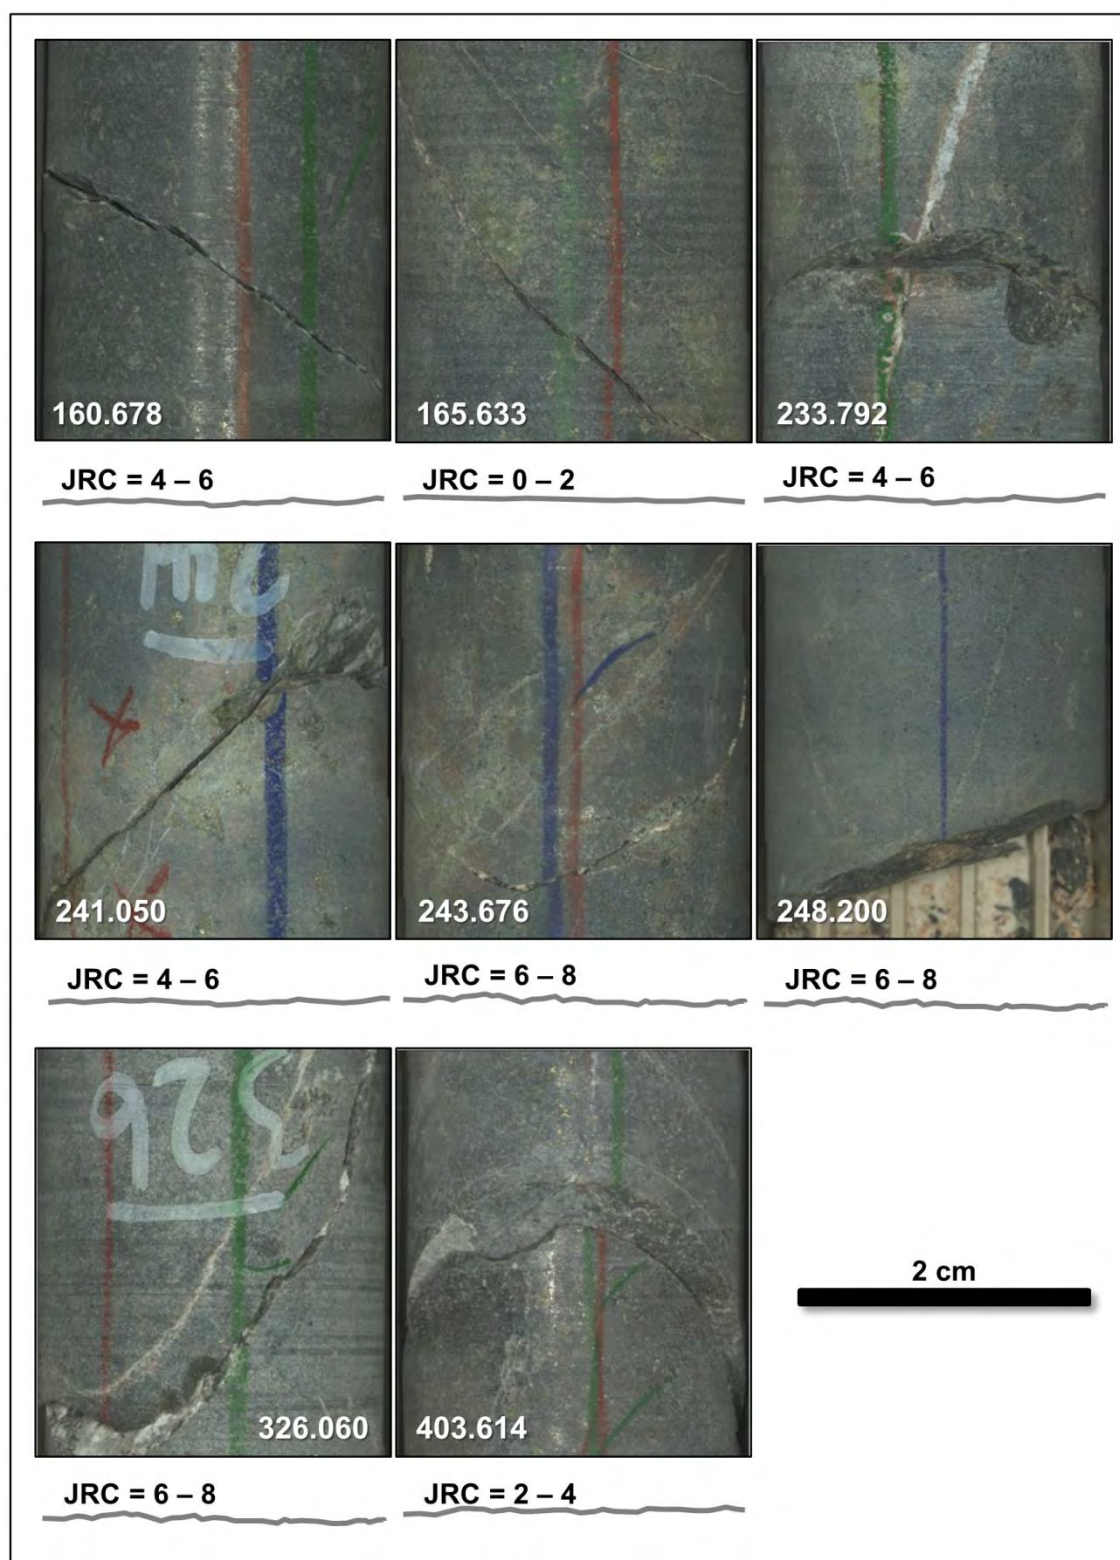 160.678
165.633
233.792
JRC = 4 – 6
JRC = 0 – 2
JRC = 4 – 6
241.050
243.676
248.200
JRC = 4 – 6
JRC = 6 – 8
JRC = 6 – 8
326.060
403.614
2 cm
JRC = 6 – 8
JRC = 2 – 4